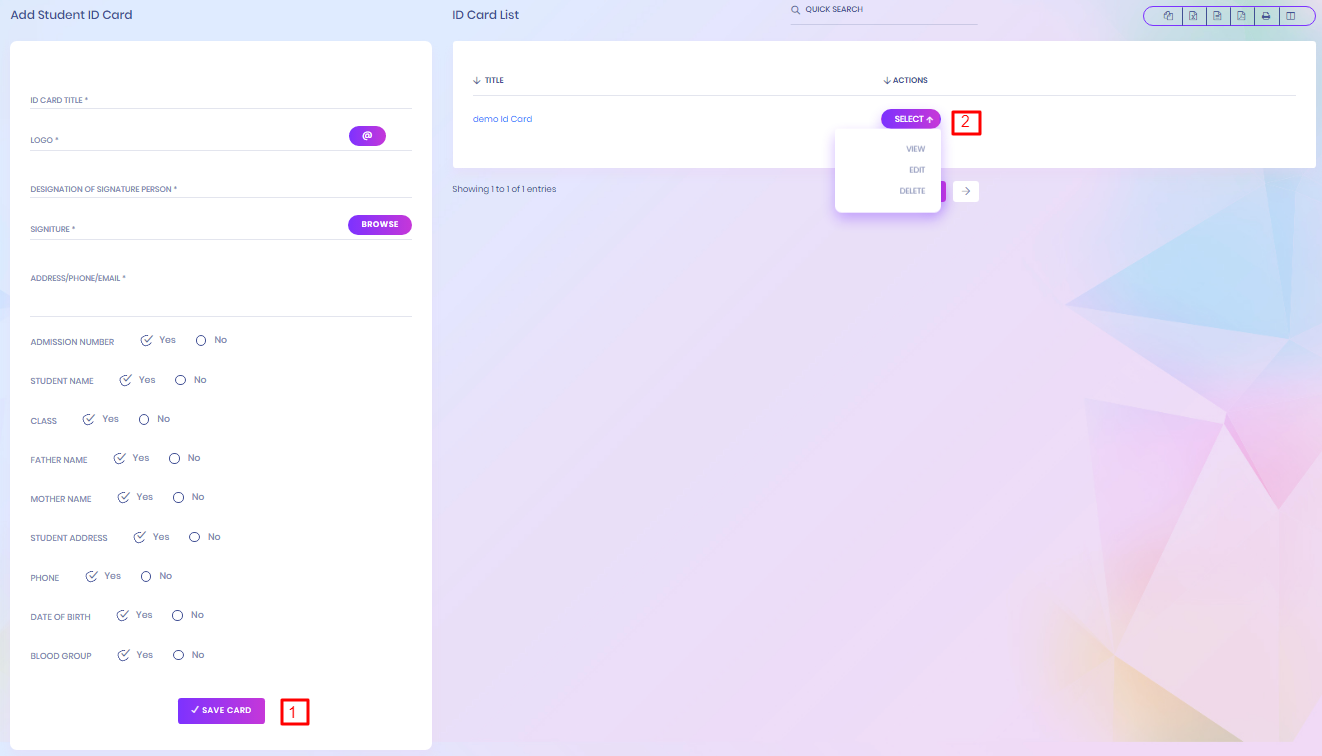 Add Student ID Card
ID CARD TITLE *
LOGO *
@
DESIGNATION OF SIGNATURE PERSON *
SIGNITURE *
BROWSE
ADDRESS/PHONE/EMAIL *
ADMISSION NUMBER Yes No
STUDENT NAME Yes No
CLASS Yes No
FATHER NAME Yes No
MOTHER NAME Yes No
STUDENT ADDRESS Yes No
PHONE Yes No
DATE OF BIRTH Yes No
BLOOD GROUP Yes No
SAVE CARD
1
ID Card List
QUICK SEARCH
TITLE ACTIONS
demo Id Card SELECT
2
VIEW
EDIT
DELETE
Showing 1 to 1 of 1 entries